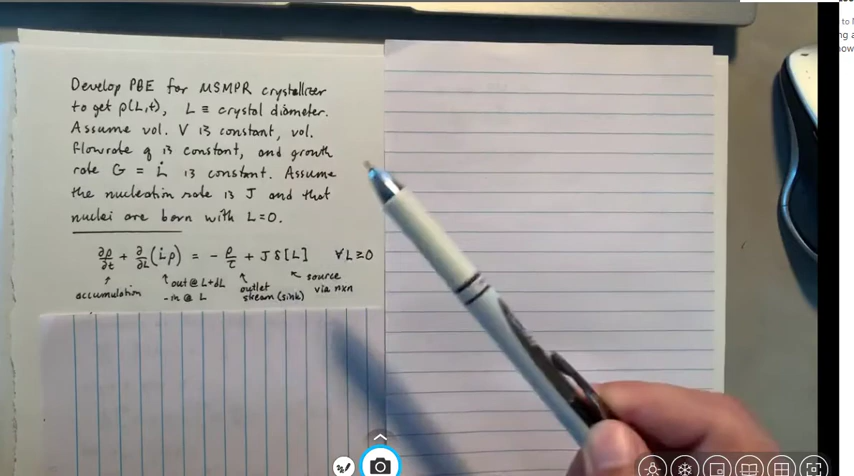 Develop PBE for MSMPR crystallizer
to get ρ(L,t), L ≡ crystal diameter.
Assume vol. V is constant, vol.
flowrate q is constant, and growth
rate G = L̇ is constant. Assume
the nucleation rate is J and that
nuclei are born with L=0.
∂ρ/∂t + ∂/∂L (L̇ρ) = - ρ/τ + J δ[L] ∀ L ≥ 0
↑ ↑ ↑ ↖ source
accumulation out @ L+dL outlet via nxn
- in @ L stream (sink)